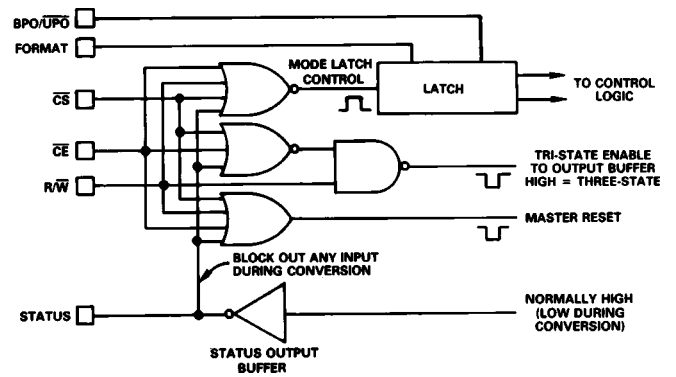 BPO/UPO
FORMAT
MODE LATCH
CONTROL
LATCH
TO CONTROL
LOGIC
CS
CE
R/W
TRI-STATE ENABLE
TO OUTPUT BUFFER
HIGH = THREE-STATE
MASTER RESET
BLOCK OUT ANY INPUT
DURING CONVERSION
STATUS
STATUS OUTPUT
BUFFER
NORMALLY HIGH
(LOW DURING
CONVERSION)